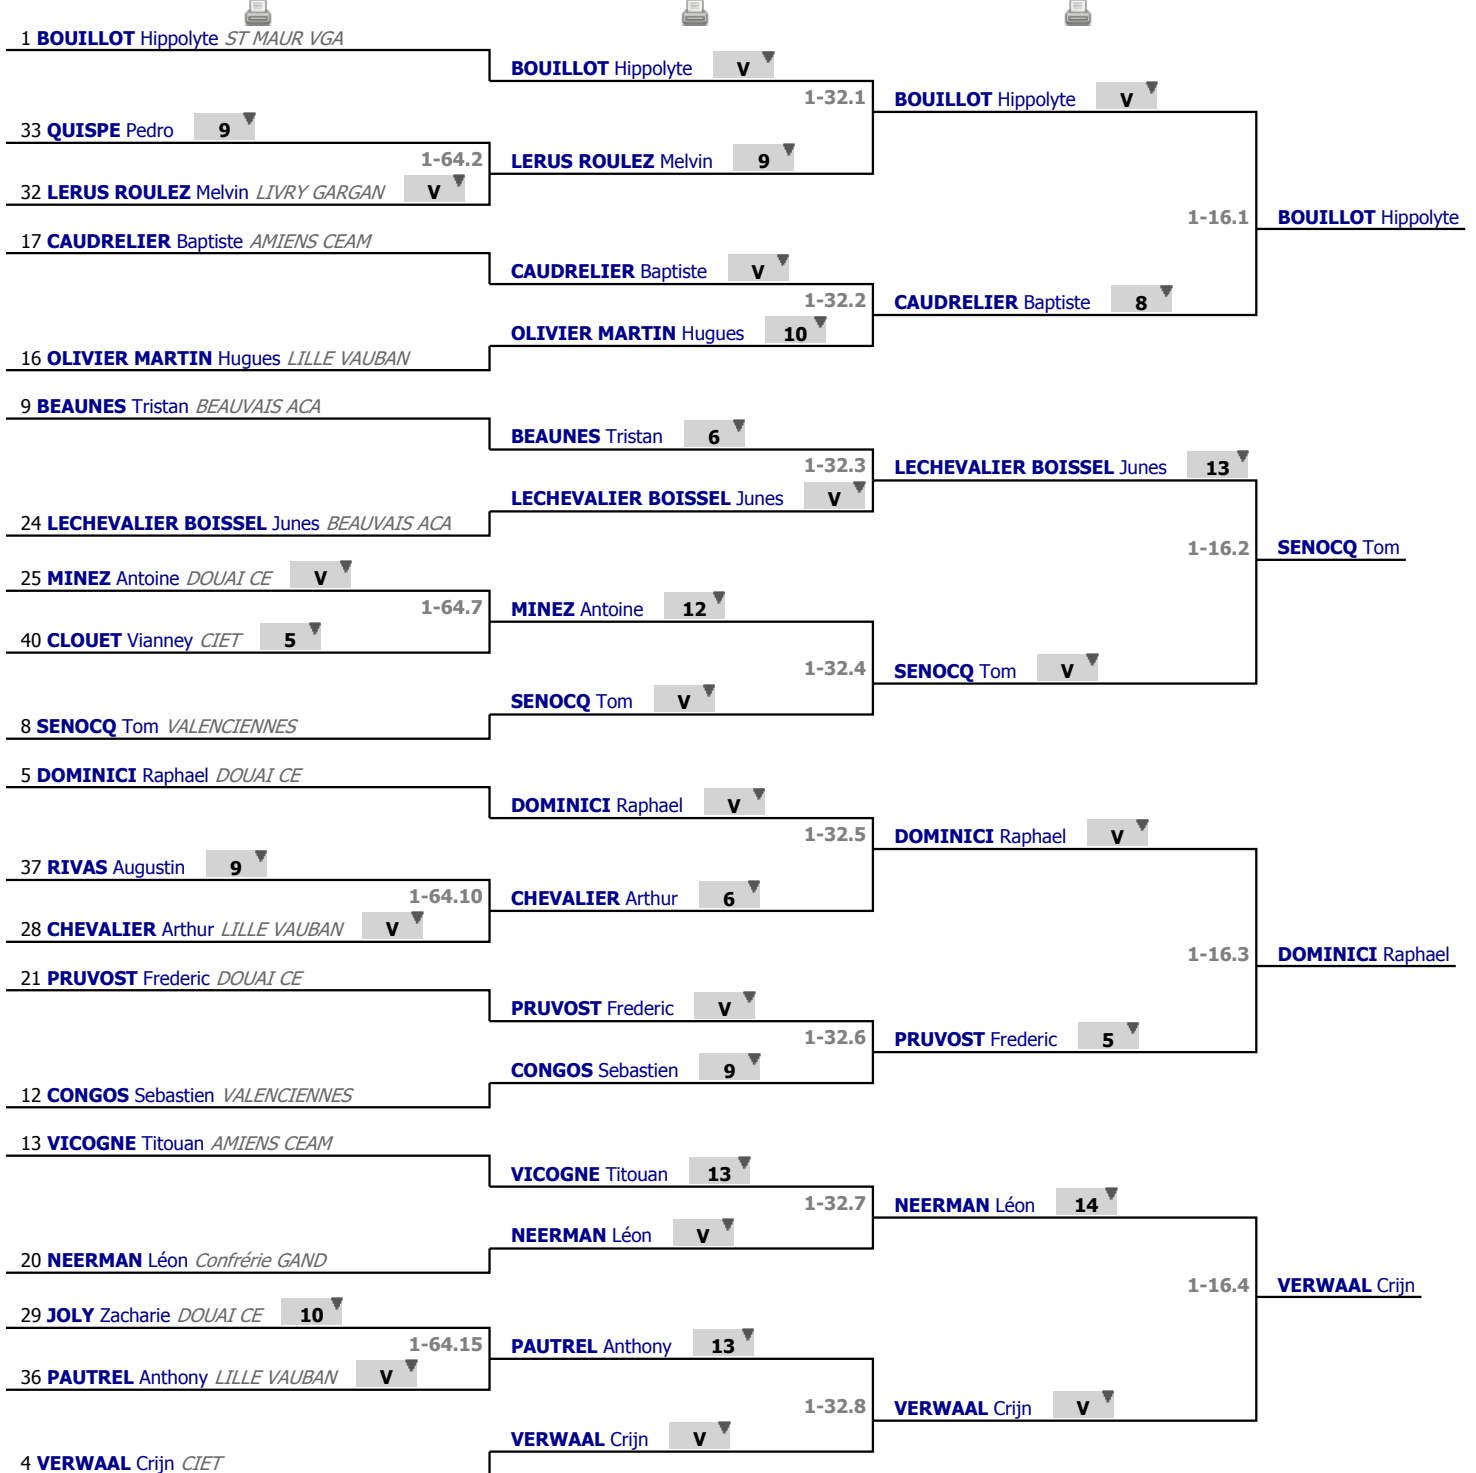 1 BOUILLOT Hippolyte ST MAUR VGA
BOUILLOT Hippolyte V
1-32.1
BOUILLOT Hippolyte V
33 QUISPE Pedro 9
1-64.2
LERUS ROULEZ Melvin 9
32 LERUS ROULEZ Melvin LIVRY GARGAN V
1-16.1
BOUILLOT Hippolyte
17 CAUDRELIER Baptiste AMIENS CEAM
CAUDRELIER Baptiste V
1-32.2
CAUDRELIER Baptiste 8
OLIVIER MARTIN Hugues 10
16 OLIVIER MARTIN Hugues LILLE VAUBAN
9 BEAUNES Tristan BEAUVAIS ACA
BEAUNES Tristan 6
1-32.3
LECHEVALIER BOISSEL Junes 13
LECHEVALIER BOISSEL Junes V
24 LECHEVALIER BOISSEL Junes BEAUVAIS ACA
1-16.2
SENOCQ Tom
25 MINEZ Antoine DOUAI CE V
1-64.7
MINEZ Antoine 12
40 CLOUET Vianney CIET 5
1-32.4
SENOCQ Tom V
SENOCQ Tom V
8 SENOCQ Tom VALENCIENNES
5 DOMINICI Raphael DOUAI CE
DOMINICI Raphael V
1-32.5
DOMINICI Raphael V
37 RIVAS Augustin 9
1-64.10
CHEVALIER Arthur 6
28 CHEVALIER Arthur LILLE VAUBAN V
1-16.3
DOMINICI Raphael
21 PRUVOST Frederic DOUAI CE
PRUVOST Frederic V
1-32.6
PRUVOST Frederic 5
CONGOS Sebastien 9
12 CONGOS Sebastien VALENCIENNES
13 VICOGNE Titouan AMIENS CEAM
VICOGNE Titouan 13
1-32.7
NEERMAN Léon 14
NEERMAN Léon V
20 NEERMAN Léon Confrérie GAND
1-16.4
VERWAAL Crijn
29 JOLY Zacharie DOUAI CE 10
1-64.15
PAUTREL Anthony 13
36 PAUTREL Anthony LILLE VAUBAN V
1-32.8
VERWAAL Crijn V
VERWAAL Crijn V
4 VERWAAL Crijn CIET